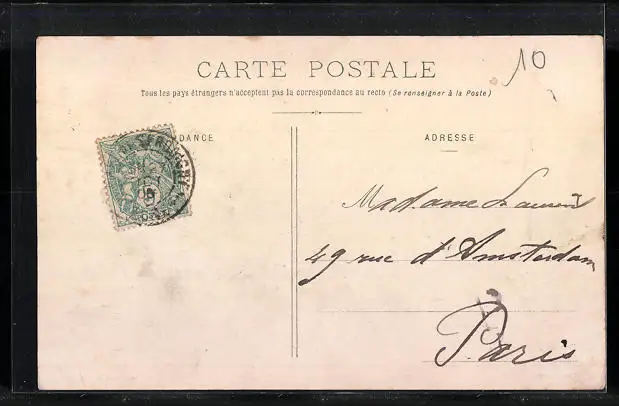 10
CARTE POSTALE
Tous les pays étrangers n'acceptent pas la correspondance au recto (Se renseigner à la Poste)
DANCE
ADRESSE
Madame
49 rue d'Amsterdam
Paris